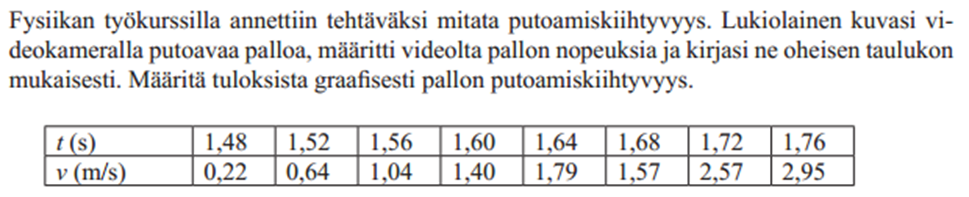 Fysiikan työkurssilla annettiin tehtäväksi mitata putoamiskiihtyvyys. Lukiolainen kuvasi vi-
deokameralla putoavaa palloa, määritti videolta pallon nopeuksia ja kirjasi ne oheisen taulukon
mukaisesti. Määritä tuloksista graafisesti pallon putoamiskiihtyvyys.
t (s) 1,48 1,52 1,56 1,60 1,64 1,68 1,72 1,76
v (m/s) 0,22 0,64 1,04 1,40 1,79 1,57 2,57 2,95